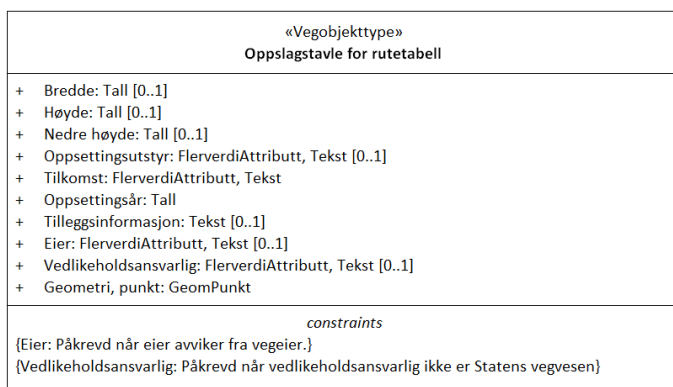 «Vegobjekttype»
Oppslagstavle for rutetabell
+ Bredde: Tall [0..1]
+ Høyde: Tall [0..1]
+ Nedre høyde: Tall [0..1]
+ Oppsettingsutstyr: FlerverdiAttributt, Tekst [0..1]
+ Tilkomst: FlerverdiAttributt, Tekst
+ Oppsettingsår: Tall
+ Tilleggsinformasjon: Tekst [0..1]
+ Eier: FlerverdiAttributt, Tekst [0..1]
+ Vedlikeholdsansvarlig: FlerverdiAttributt, Tekst [0..1]
+ Geometri, punkt: GeomPunkt
constraints
{Eier: Påkrevd når eier avviker fra vegeier.}
{Vedlikeholdsansvarlig: Påkrevd når vedlikeholdsansvarlig ikke er Statens vegvesen}